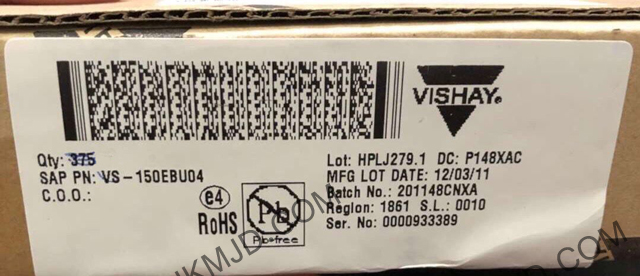 VISHAY®
Qty: 375
SAP PN: VS-150EBU04
C.O.O.:
e4
RoHS
Pb
Pb-free
Lot: HPLJ279.1 DC: P148XAC
MFG LOT DATE: 12/03/11
Batch No.: 201148CNXA
Region: 1861 S.L.: 0010
Ser. No: 0000933389